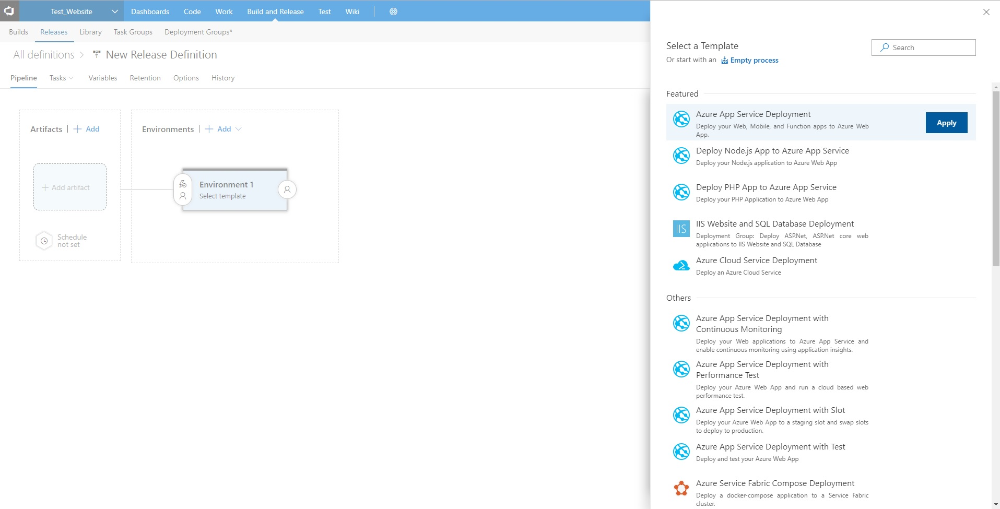 Test_Website
Dashboards Code Work Build and Release Test Wiki
Builds Releases Library Task Groups Deployment Groups*
All definitions > New Release Definition
Pipeline Tasks Variables Retention Options History
Artifacts | + Add
+ Add artifact
Schedule
not set
Environments | + Add
Environment 1
Select template
Select a Template
Search
Or start with an Empty process
Featured
Azure App Service Deployment
Deploy your Web, Mobile, and Function apps to Azure Web
App.
Apply
Deploy Node.js App to Azure App Service
Deploy your Node.js application to Azure Web App
Deploy PHP App to Azure App Service
Deploy your PHP Application to Azure Web App
IIS
IIS Website and SQL Database Deployment
Deployment Group: Deploy ASP.Net, ASP.Net core web
applications to IIS Website and SQL Database
Azure Cloud Service Deployment
Deploy an Azure Cloud Service
Others
Azure App Service Deployment with
Continuous Monitoring
Deploy your Web applications to Azure App Service and
enable continuous monitoring using application insights.
Azure App Service Deployment with
Performance Test
Deploy your Azure Web App and run a cloud based web
performance test.
Azure App Service Deployment with Slot
Deploy your Azure Web App to a staging slot and swap slots
to deploy to production.
Azure App Service Deployment with Test
Deploy and test your Azure Web App
Azure Service Fabric Compose Deployment
Deploy a docker-compose application to a Service Fabric
cluster.